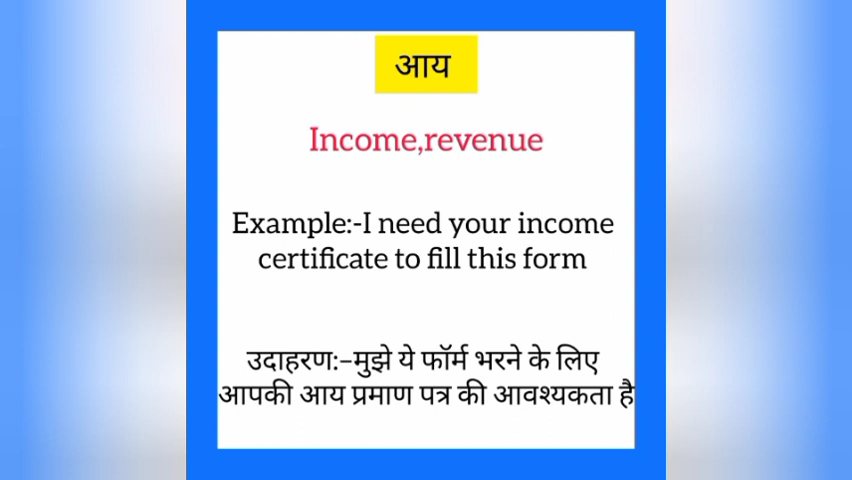 आय
Income,revenue
Example:-I need your income
certificate to fill this form
उदाहरण:–मुझे ये फॉर्म भरने के लिए
आपकी आय प्रमाण पत्र की आवश्यकता है